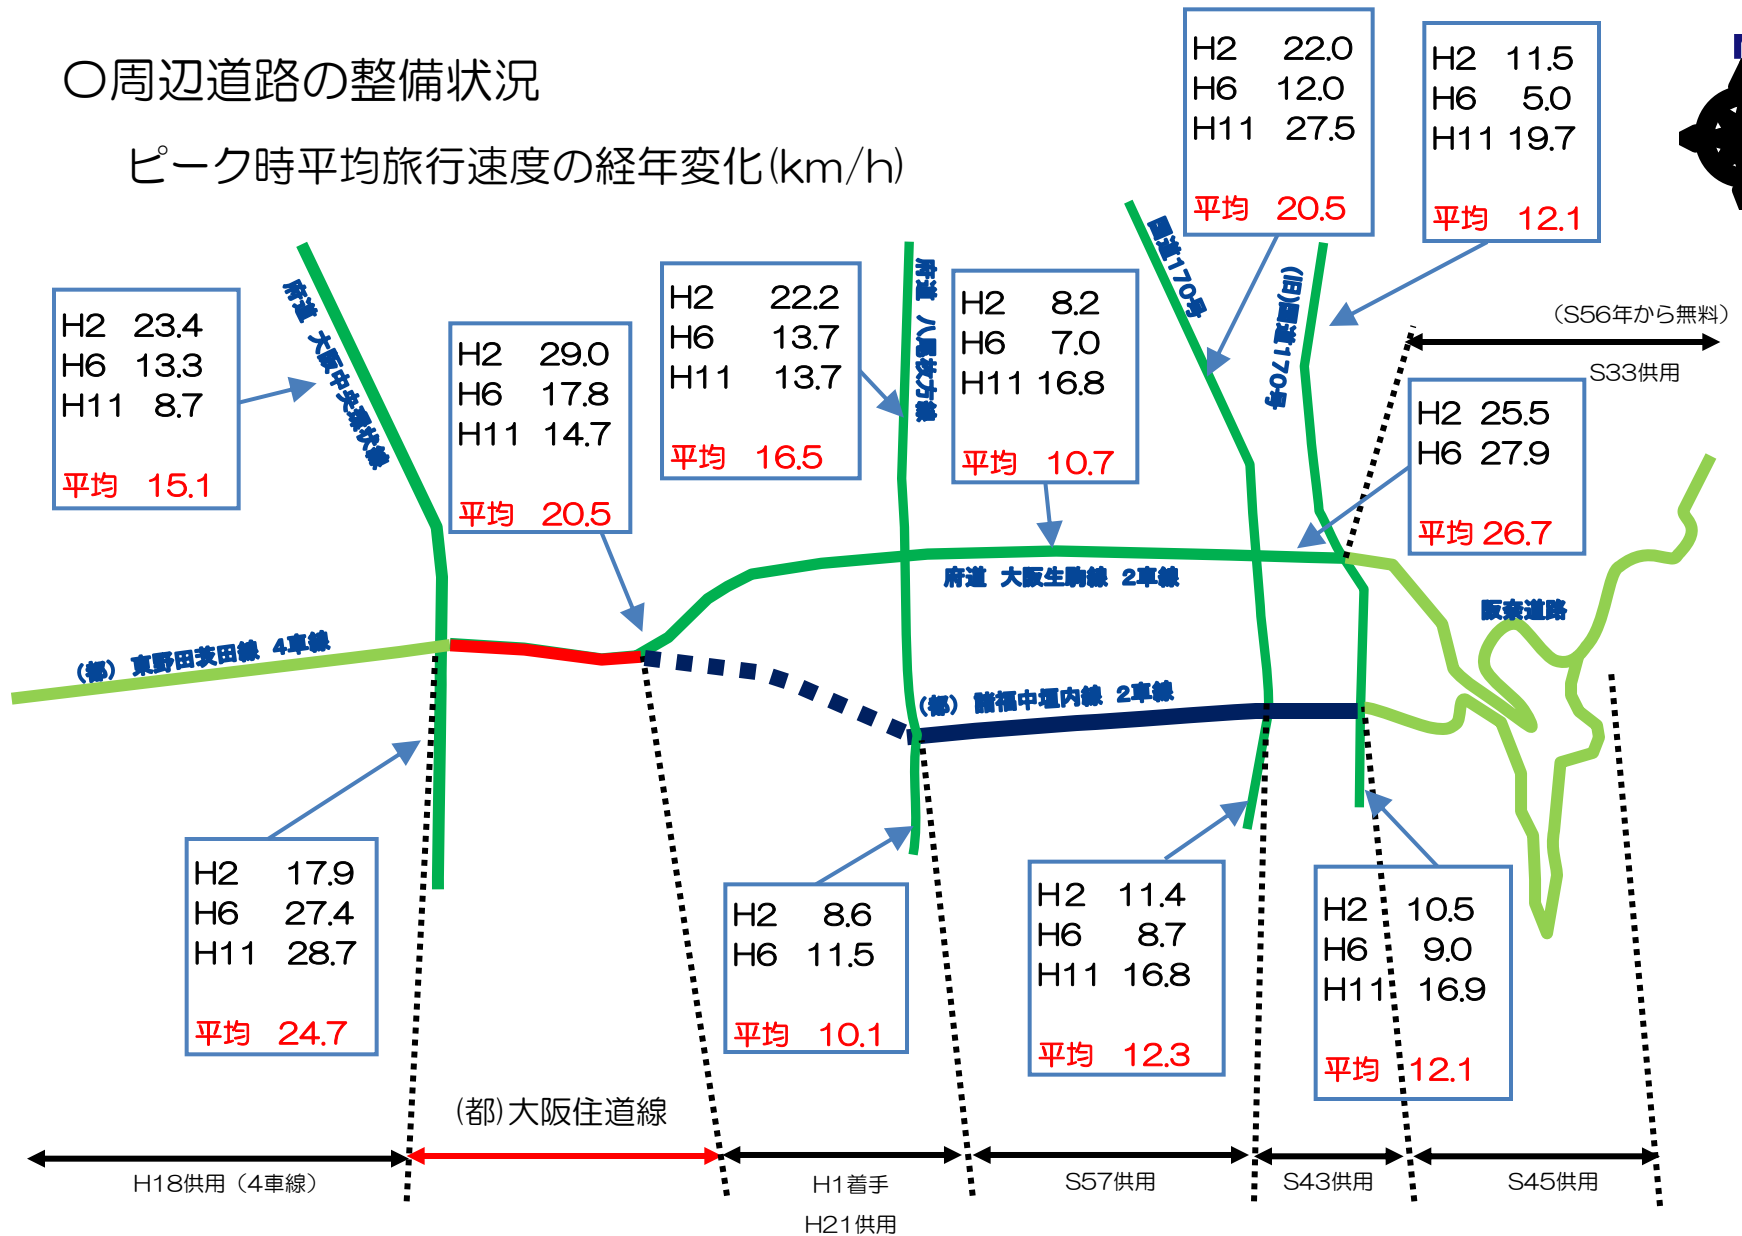 〇周辺道路の整備状況
ピーク時平均旅行速度の経年変化(km/h)
H2 22.0
H6 12.0
H11 27.5
平均 20.5
H2 11.5
H6 5.0
H11 19.7
平均 12.1
国道170号
(旧)国道170号
府道 大阪中央環状線
府道 八尾枚方線
H2 23.4
H6 13.3
H11 8.7
平均 15.1
H2 29.0
H6 17.8
H11 14.7
平均 20.5
H2 22.2
H6 13.7
H11 13.7
平均 16.5
H2 8.2
H6 7.0
H11 16.8
平均 10.7
(S56年から無料)
S33供用
H2 25.5
H6 27.9
平均 26.7
府道 大阪生駒線 2車線
阪奈道路
(都) 東野田茨田線 4車線
(都) 諸福中垣内線 2車線
H2 17.9
H6 27.4
H11 28.7
平均 24.7
H2 8.6
H6 11.5
平均 10.1
H2 11.4
H6 8.7
H11 16.8
平均 12.3
H2 10.5
H6 9.0
H11 16.9
平均 12.1
(都)大阪住道線
H18供用(4車線)
H1着手
H21供用
S57供用
S43供用
S45供用